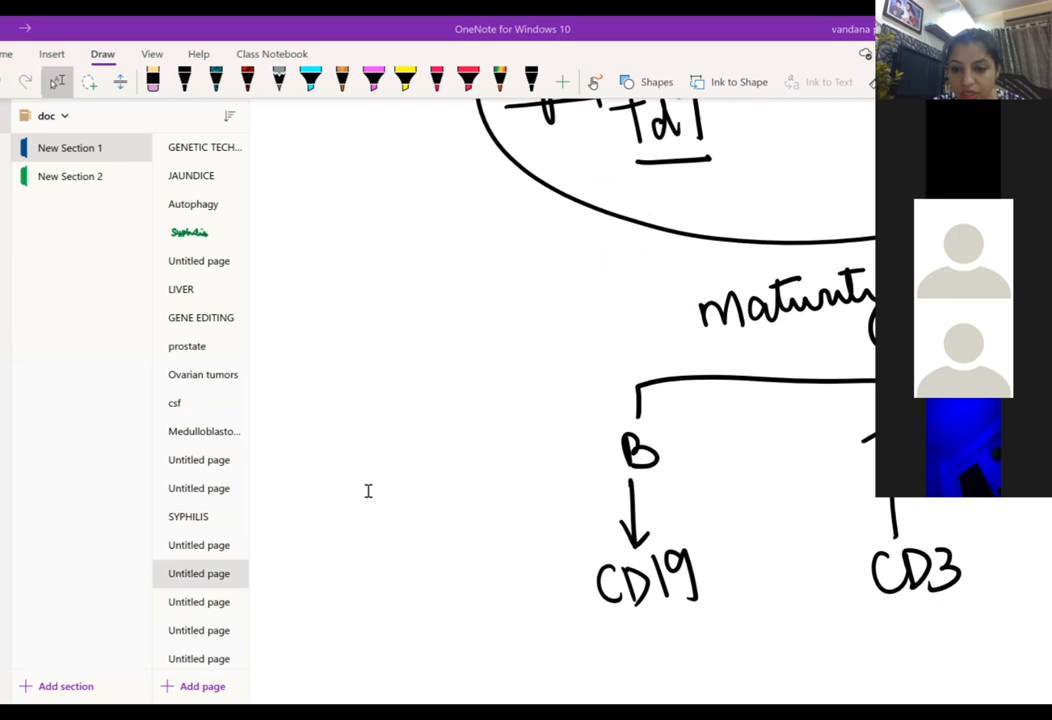 OneNote for Windows 10
vandana
me Insert Draw View Help Class Notebook
Shapes Ink to Shape Ink to Text
doc
New Section 1
New Section 2
GENETIC TECH...
JAUNDICE
Autophagy
Syphilis
Untitled page
LIVER
GENE EDITING
prostate
Ovarian tumors
csf
Medulloblasto...
Untitled page
Untitled page
SYPHILIS
Untitled page
Untitled page
Untitled page
Untitled page
Untitled page
Add section
Add page
Tdt
maturity
B
CD19
CD3